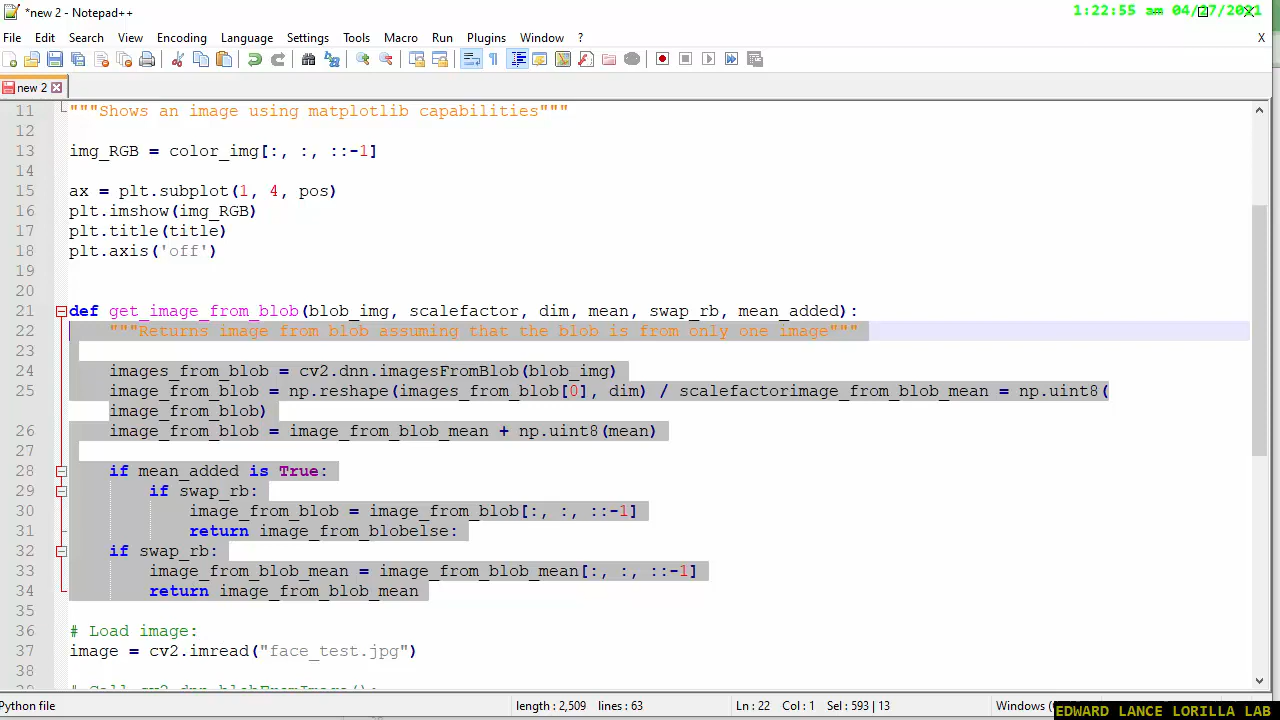 *new 2 - Notepad++
1:22:55 am 04/27/2021
File Edit Search View Encoding Language Settings Tools Macro Run Plugins Window ? X
new 2
11 """Shows an image using matplotlib capabilities"""
12
13 img_RGB = color_img[:, :, ::-1]
14
15 ax = plt.subplot(1, 4, pos)
16 plt.imshow(img_RGB)
17 plt.title(title)
18 plt.axis('off')
19
20
21 def get_image_from_blob(blob_img, scalefactor, dim, mean, swap_rb, mean_added):
22 """Returns image from blob assuming that the blob is from only one image"""
23
24 images_from_blob = cv2.dnn.imagesFromBlob(blob_img)
25 image_from_blob = np.reshape(images_from_blob[0], dim) / scalefactorimage_from_blob_mean = np.uint8(
image_from_blob)
26 image_from_blob = image_from_blob_mean + np.uint8(mean)
27
28 if mean_added is True:
29 if swap_rb:
30 image_from_blob = image_from_blob[:, :, ::-1]
31 return image_from_blobelse:
32 if swap_rb:
33 image_from_blob_mean = image_from_blob_mean[:, :, ::-1]
34 return image_from_blob_mean
35
36 # Load image:
37 image = cv2.imread("face_test.jpg")
38
Python file length : 2,509 lines : 63 Ln : 22 Col : 1 Sel : 593 | 13 Windows
EDWARD LANCE LORILLA LAB